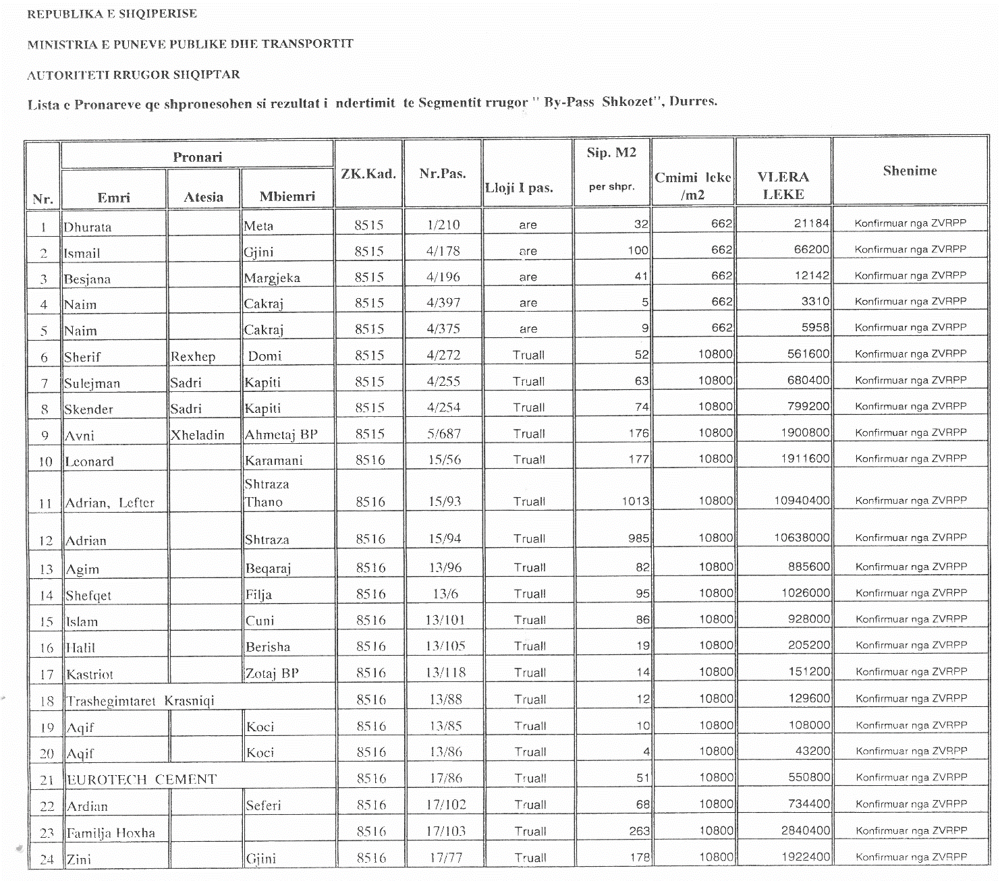 REPUBLIKA E SHQIPERISE
MINISTRIA E PUNEVE PUBLIKE DHE TRANSPORTIT
AUTORITETI RRUGOR SHQIPTAR
Lista e Pronareve qe shpronesohen si rezultat i ndertimit te Segmentit rrugor " By-Pass Shkozet", Durres.
Nr. Pronari ZK.Kad. Nr.Pas. Lloji I pas. Sip. M2 per shpr. Cmimi leke /m2 VLERA LEKE Shenime
Emri Atesia Mbiemri
1 Dhurata Meta 8515 1/210 are 32 662 21184 Konfirmuar nga ZVRPP
2 Ismail Gjini 8515 4/178 are 100 662 66200 Konfirmuar nga ZVRPP
3 Besjana Margjeka 8515 4/196 are 41 662 12142 Konfirmuar nga ZVRPP
4 Naim Cakraj 8515 4/397 are 5 662 3310 Konfirmuar nga ZVRPP
5 Naim Cakraj 8515 4/375 are 9 662 5958 Konfirmuar nga ZVRPP
6 Sherif Rexhep Domi 8515 4/272 Truall 52 10800 561600 Konfirmuar nga ZVRPP
7 Sulejman Sadri Kapiti 8515 4/255 Truall 63 10800 680400 Konfirmuar nga ZVRPP
8 Skender Sadri Kapiti 8515 4/254 Truall 74 10800 799200 Konfirmuar nga ZVRPP
9 Avni Xheladin Ahmetaj BP 8515 5/687 Truall 176 10800 1900800 Konfirmuar nga ZVRPP
10 Leonard Karamani 8516 15/56 Truall 177 10800 1911600 Konfirmuar nga ZVRPP
Shtraza
11 Adrian, Lefter Thano 8516 15/93 Truall 1013 10800 10940400 Konfirmuar nga ZVRPP
12 Adrian Shtraza 8516 15/94 Truall 985 10800 10638000 Konfirmuar nga ZVRPP
13 Agim Beqaraj 8516 13/96 Truall 82 10800 885600 Konfirmuar nga ZVRPP
14 Shefqet Filja 8516 13/6 Truall 95 10800 1026000 Konfirmuar nga ZVRPP
15 Islam Cuni 8516 13/101 Truall 86 10800 928000 Konfirmuar nga ZVRPP
16 Halil Berisha 8516 13/105 Truall 19 10800 205200 Konfirmuar nga ZVRPP
17 Kastriot Zotaj BP 8516 13/118 Truall 14 10800 151200 Konfirmuar nga ZVRPP
18 Trashegimtaret Krasniqi 8516 13/88 Truall 12 10800 129600 Konfirmuar nga ZVRPP
19 Aqif Koci 8516 13/85 Truall 10 10800 108000 Konfirmuar nga ZVRPP
20 Aqif Koci 8516 13/86 Truall 4 10800 43200 Konfirmuar nga ZVRPP
21 EUROTECH CEMENT 8516 17/86 Truall 51 10800 550800 Konfirmuar nga ZVRPP
22 Ardian Seferi 8516 17/102 Truall 68 10800 734400 Konfirmuar nga ZVRPP
23 Familja Hoxha 8516 17/103 Truall 263 10800 2840400 Konfirmuar nga ZVRPP
24 Zini Gjini 8516 17/77 Truall 178 10800 1922400 Konfirmuar nga ZVRPP